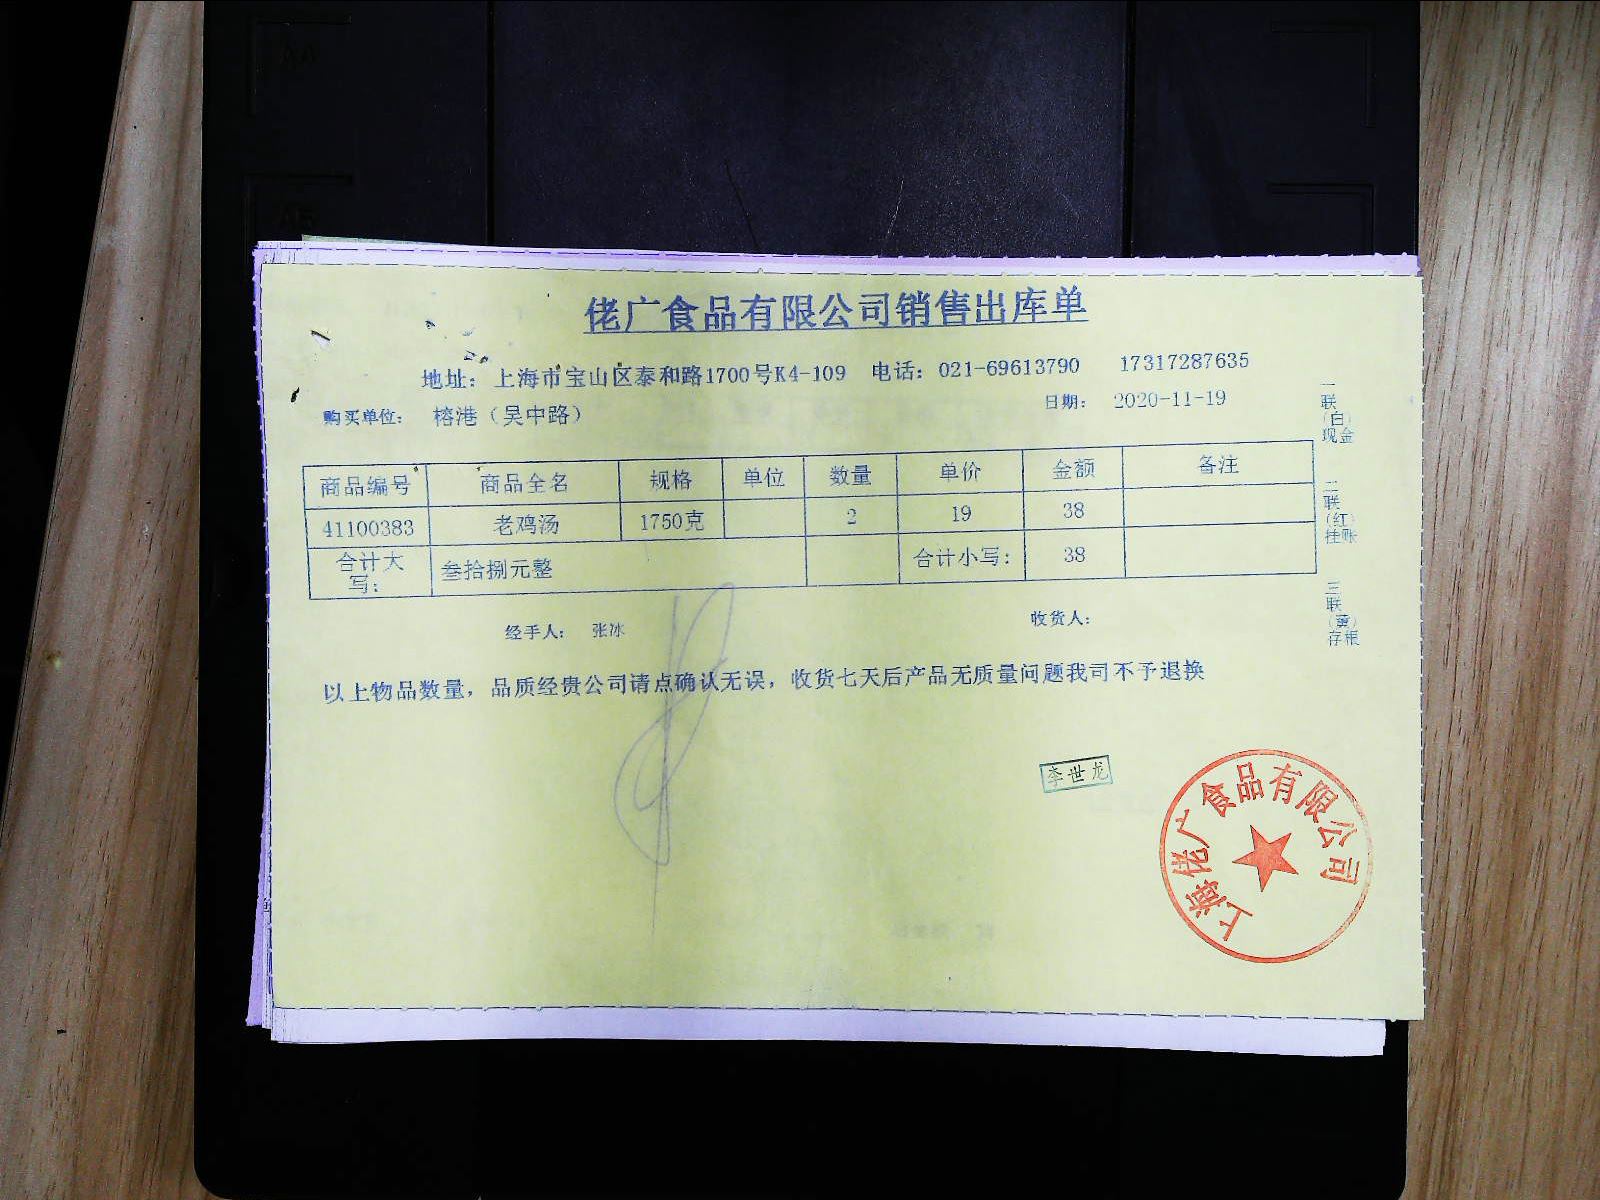 佬广食品有限公司销售出库单
地址：上海市宝山区泰和路1700号K4-109 电话：021-69613790 17317287635
购买单位： 榕港（吴中路） 日期： 2020-11-19
商品编号 商品全名 规格 单位 数量 单价 金额 备注
41100383 老鸡汤 1750克 2 19 38
合计大写： 叁拾捌元整 合计小写： 38
经手人： 张冰 收货人：
以上物品数量，品质经贵公司请点确认无误，收货七天后产品无质量问题我司不予退换
一联（白）现金
二联（红）挂账
三联（黄）存根
李世龙
上海佬广食品有限公司